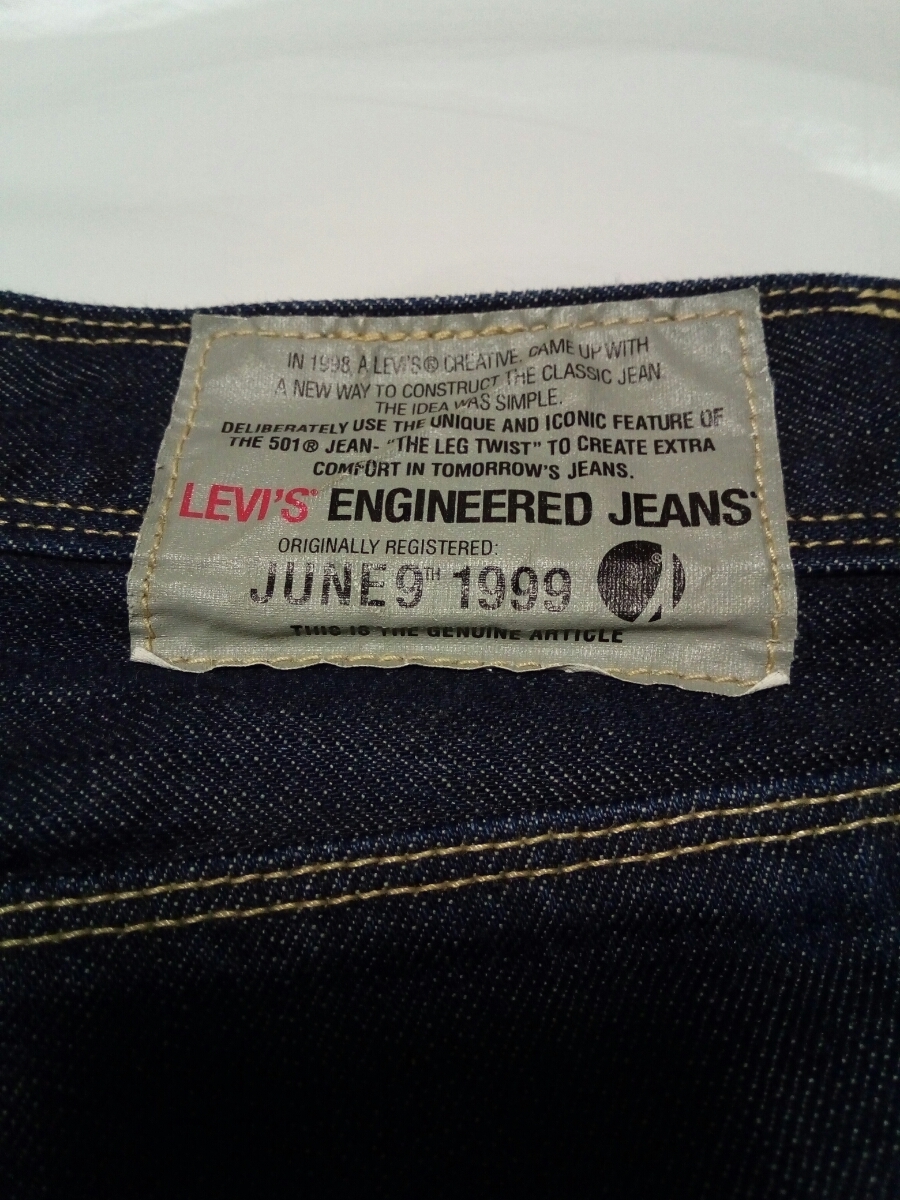 IN 1998, A LEVI'S® CREATIVE. CAME UP WITH
A NEW WAY TO CONSTRUCT THE CLASSIC JEAN
THE IDEA WAS SIMPLE.
DELIBERATELY USE THE UNIQUE AND ICONIC FEATURE OF
THE 501® JEAN- "THE LEG TWIST" TO CREATE EXTRA
COMFORT IN TOMORROW'S JEANS.
LEVI'S® ENGINEERED JEANS®
ORIGINALLY REGISTERED:
JUNE 9TH 1999
THIS IS THE GENUINE ARTICLE